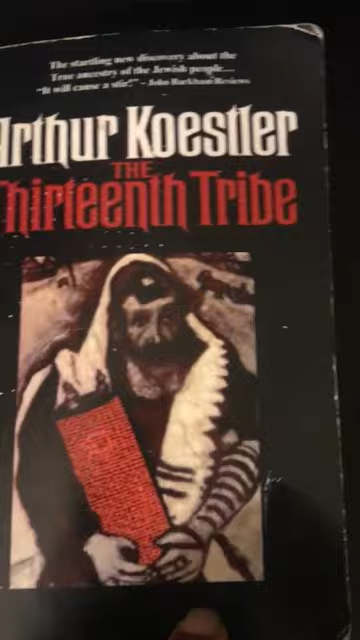 The startling new discovery about the
True ancestry of the Jewish people....
"It will cause a stir!" – John Barkham Reviews
Arthur Koestler
THE
Thirteenth Tribe